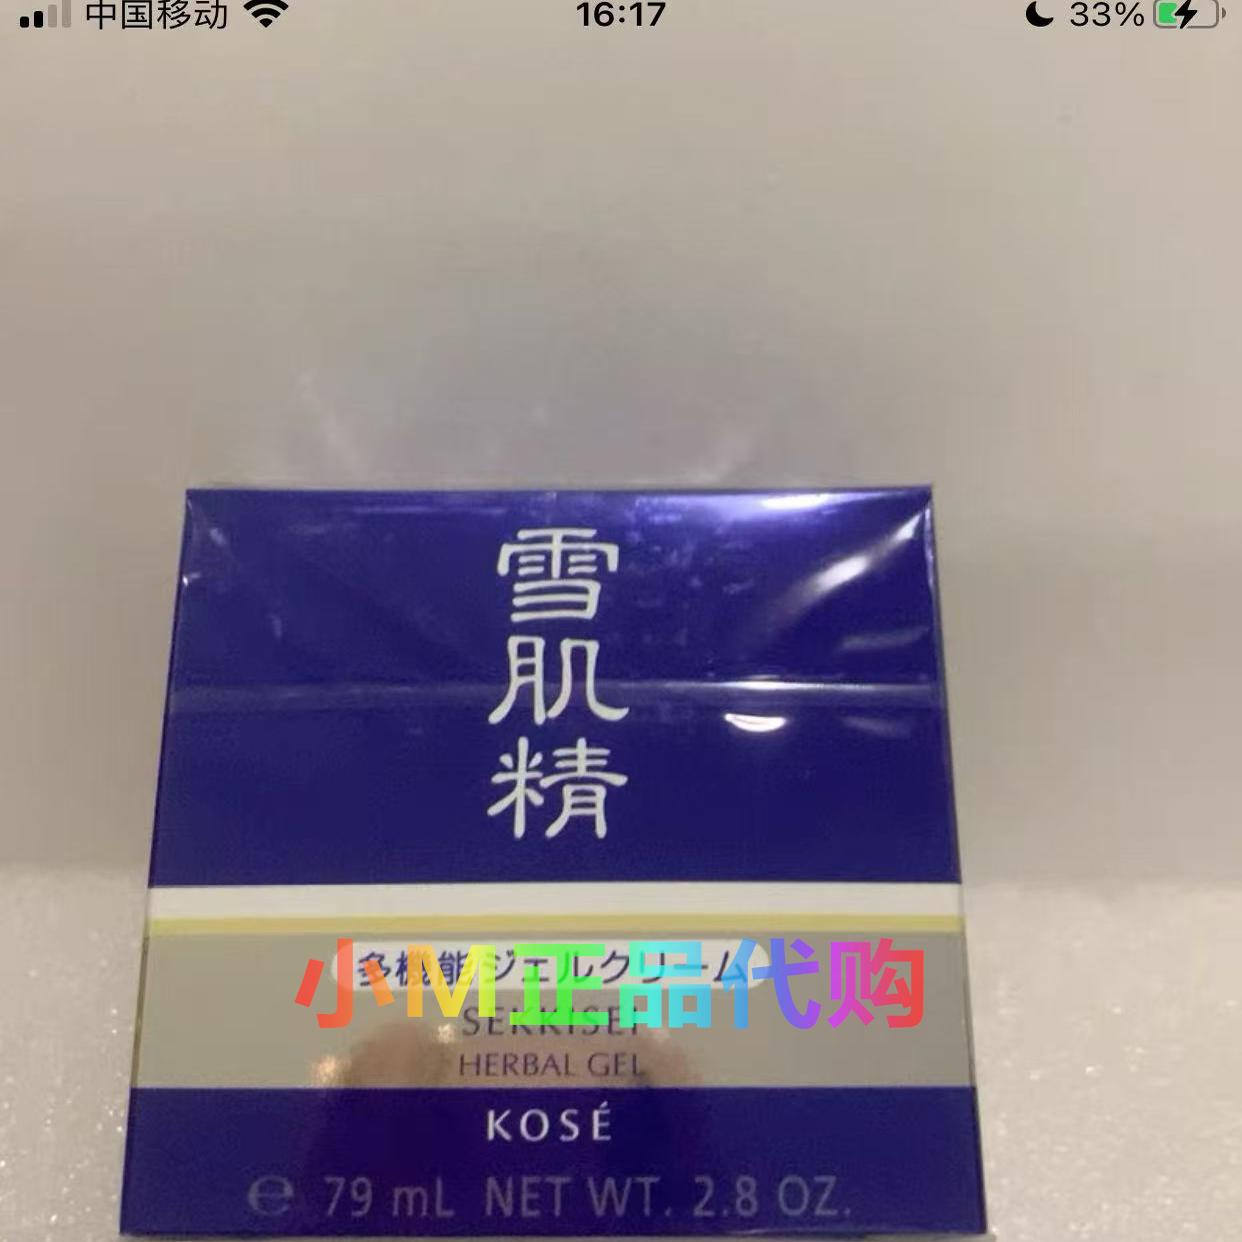 中国移动 16:17 33%
雪
肌
精
多機能ジェルクリーム
小M正品代购
SEKKISEI
HERBAL GEL
KOSÉ
e 79 mL NET WT. 2.8 OZ.